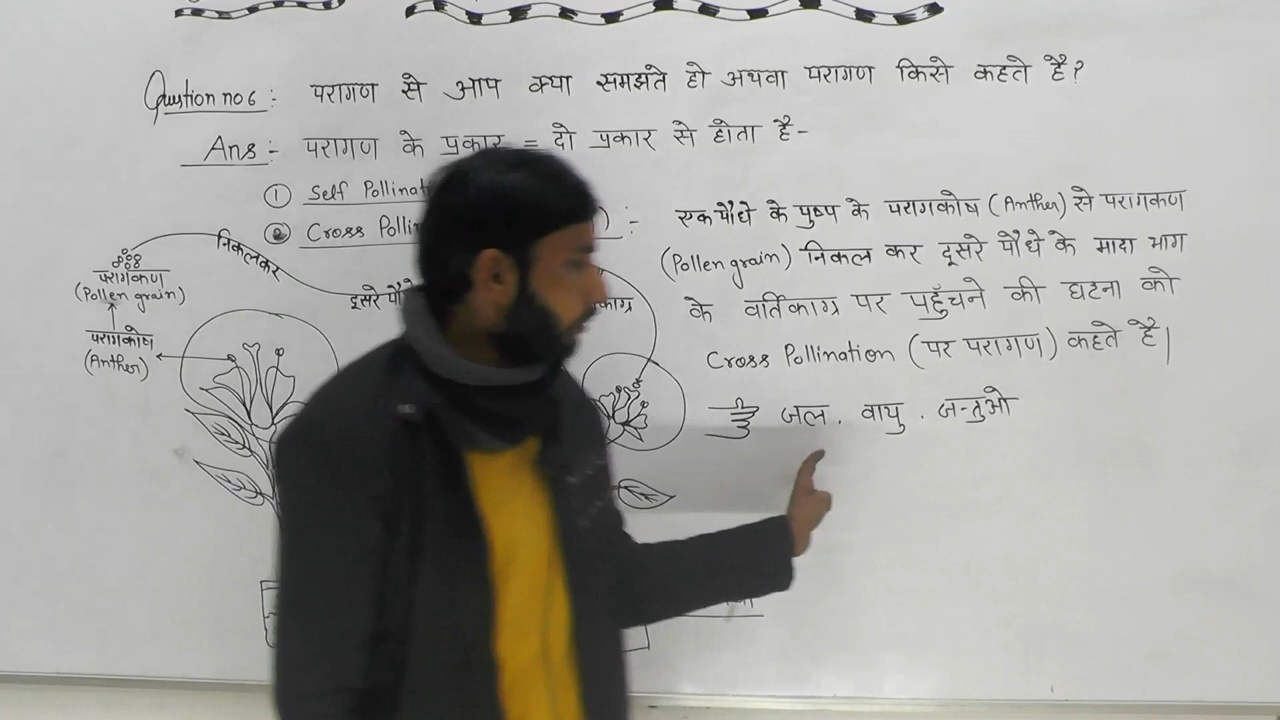 Question no 6 :- परागण से आप क्या समझते हो अथवा परागण किसे कहते है ?
Ans :- परागण के प्रकार = दो प्रकार से होता है -
① Self
② Cross ) :-
एक पौधे के पुष्प के परागकोष (Anther) से परागकण
(Pollen grain) निकल कर दूसरे पौधे के मादा भाग
के वर्तिकाग्र पर पहुँचने की घटना को
Cross Pollination (पर परागण) कहते है।
जल , वायु , जन्तुओ
निकलकर
परागकण
(Pollen grain)
दूसरे
परागकोष
(Anther)